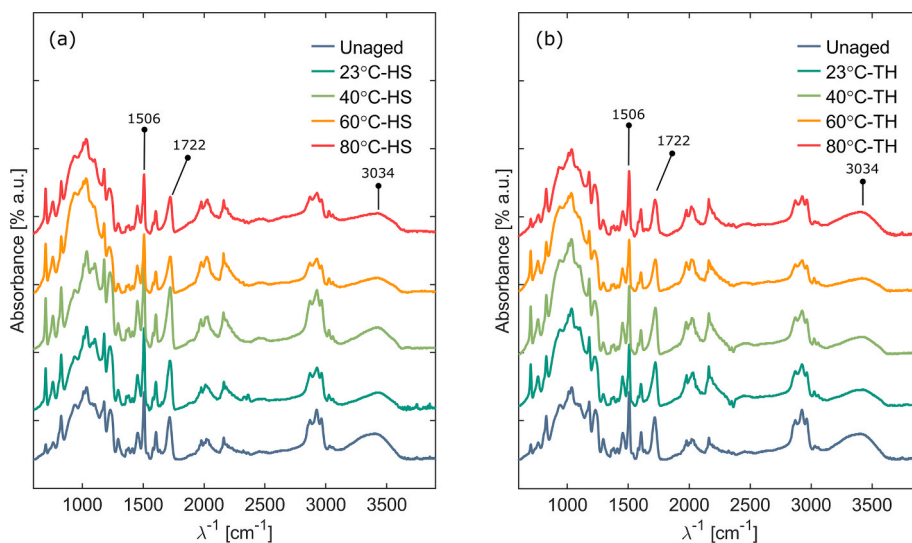 (a)
Unaged
23°C-HS
40°C-HS
60°C-HS
80°C-HS
1506
1722
3034
Absorbance [% a.u.]
1000 1500 2000 2500 3000 3500
λ⁻¹ [cm⁻¹]
(b)
Unaged
23°C-TH
40°C-TH
60°C-TH
80°C-TH
1506
1722
3034
Absorbance [% a.u.]
1000 1500 2000 2500 3000 3500
λ⁻¹ [cm⁻¹]